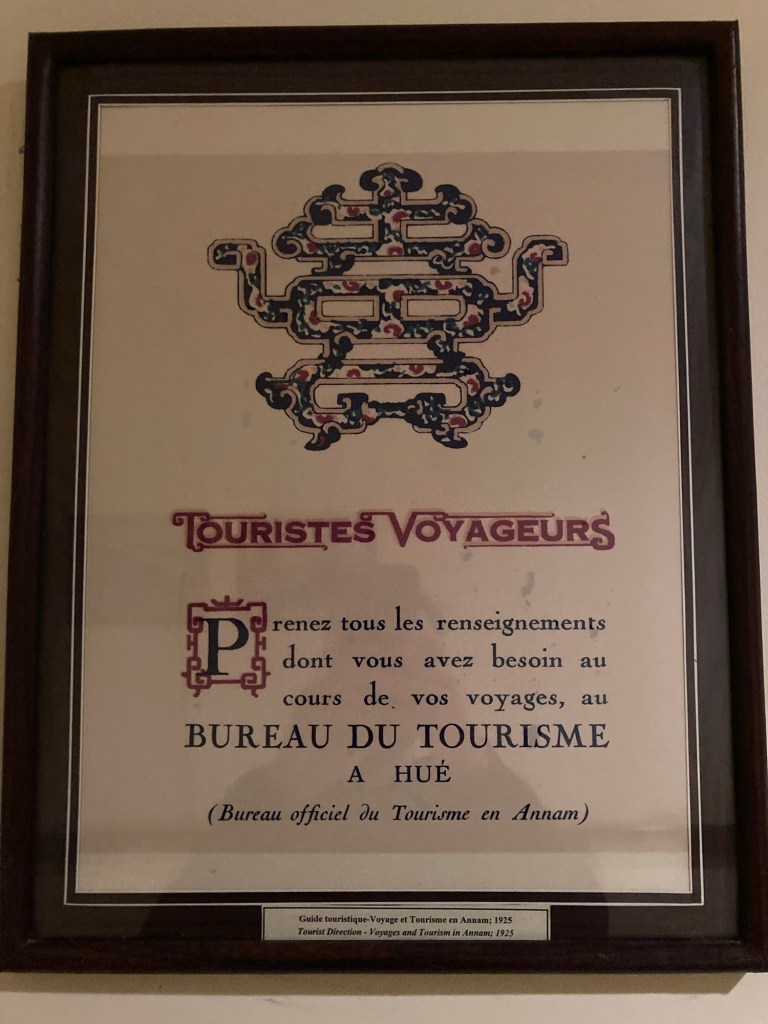 TOURISTES VOYAGEURS
Prenez tous les renseignements
dont vous avez besoin au
cours de vos voyages, au
BUREAU DU TOURISME
A HUÉ
(Bureau officiel du Tourisme en Annam)
Guide touristique-Voyage et Tourisme en Annam; 1925
Tourist Direction - Voyages and Tourism in Annam; 1925